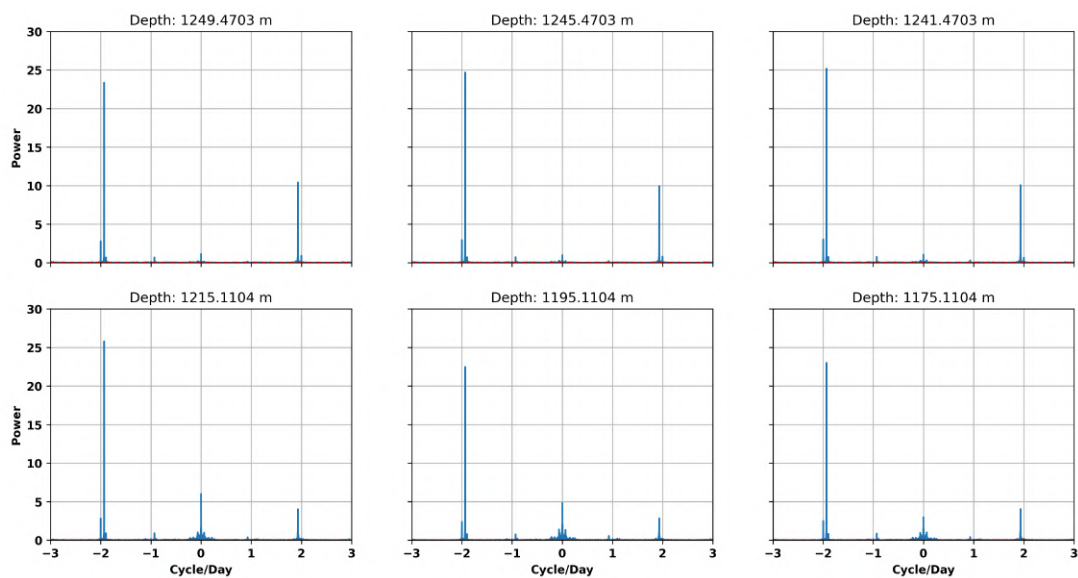 Depth: 1249.4703 m
Depth: 1245.4703 m
Depth: 1241.4703 m
30
25
20
15
10
5
0
Power
Depth: 1215.1104 m
Depth: 1195.1104 m
Depth: 1175.1104 m
30
25
20
15
10
5
0
Power
−3 −2 −1 0 1 2 3
−3 −2 −1 0 1 2 3
−3 −2 −1 0 1 2 3
Cycle/Day
Cycle/Day
Cycle/Day